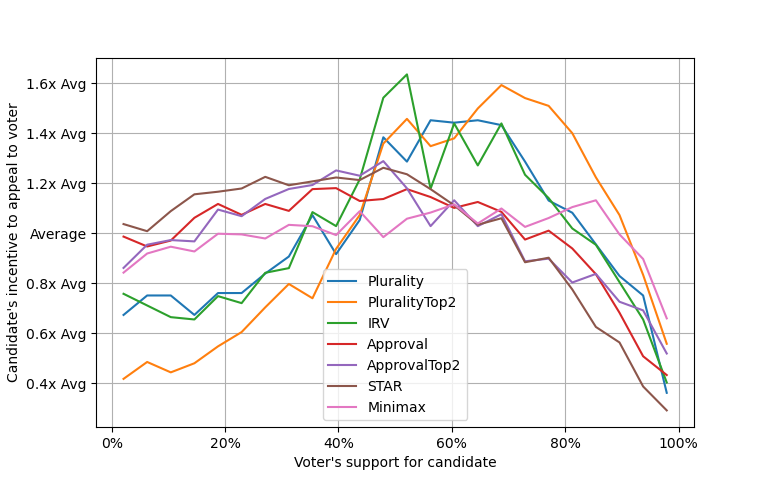 1.6x Avg
1.4x Avg
1.2x Avg
Average
0.8x Avg
0.6x Avg
0.4x Avg
Candidate's incentive to appeal to voter
Plurality
PluralityTop2
IRV
Approval
ApprovalTop2
STAR
Minimax
0% 20% 40% 60% 80% 100%
Voter's support for candidate